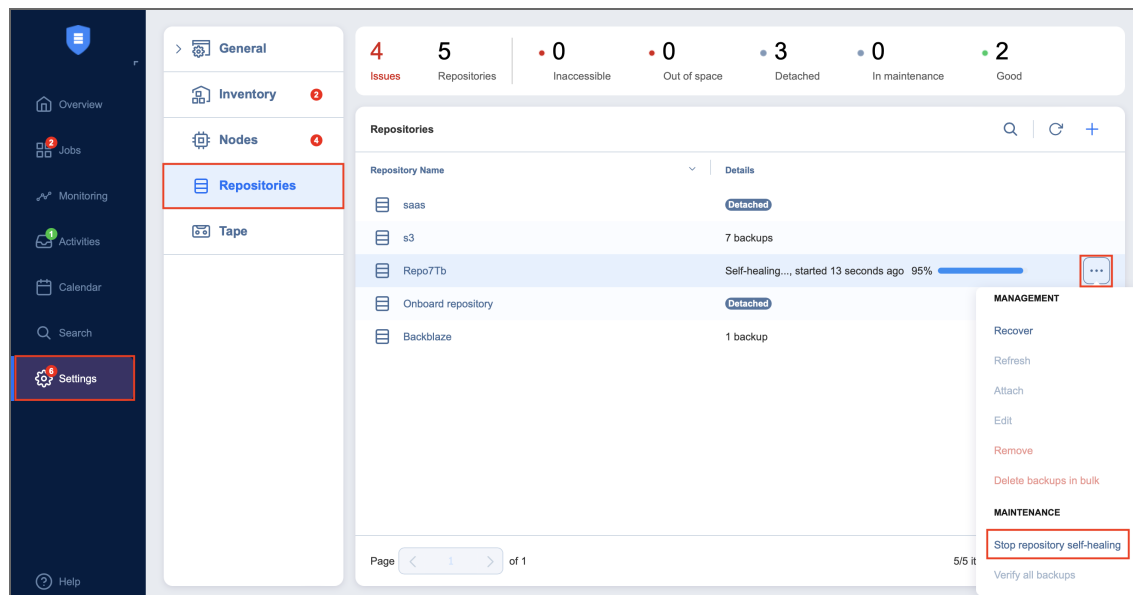 Overview
2
Jobs
Monitoring
1
Activities
Calendar
Search
6
Settings
Help
General
Inventory 2
Nodes 4
Repositories
Tape
4 5 0 0 3 0 2
Issues Repositories Inaccessible Out of space Detached In maintenance Good
Repositories
Repository Name Details
saas Detached
s3 7 backups
Repo7Tb Self-healing..., started 13 seconds ago 95% ...
Onboard repository Detached
Backblaze 1 backup
Page 1 of 1 5/5 it
MANAGEMENT
Recover
Refresh
Attach
Edit
Remove
Delete backups in bulk
MAINTENANCE
Stop repository self-healing
Verify all backups